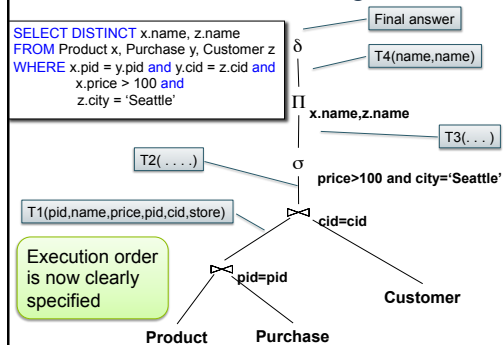 SELECT DISTINCT x.name, z.name
FROM Product x, Purchase y, Customer z
WHERE x.pid = y.pid and y.cid = z.cid and
x.price > 100 and
z.city = ‘Seattle’
Final answer
δ
T4(name,name)
Π x.name,z.name
T3(. . . )
T2( . . . .)
σ
price>100 and city=‘Seattle’
T1(pid,name,price,pid,cid,store)
⨝ cid=cid
Execution order
is now clearly
specified
⨝ pid=pid
Customer
Product Purchase